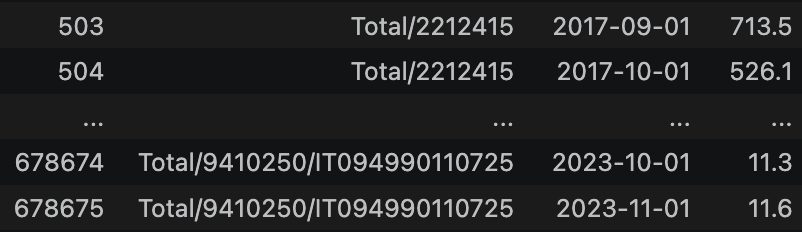 503 Total/2212415 2017-09-01 713.5
504 Total/2212415 2017-10-01 526.1
... ... ... ...
678674 Total/9410250/IT094990110725 2023-10-01 11.3
678675 Total/9410250/IT094990110725 2023-11-01 11.6